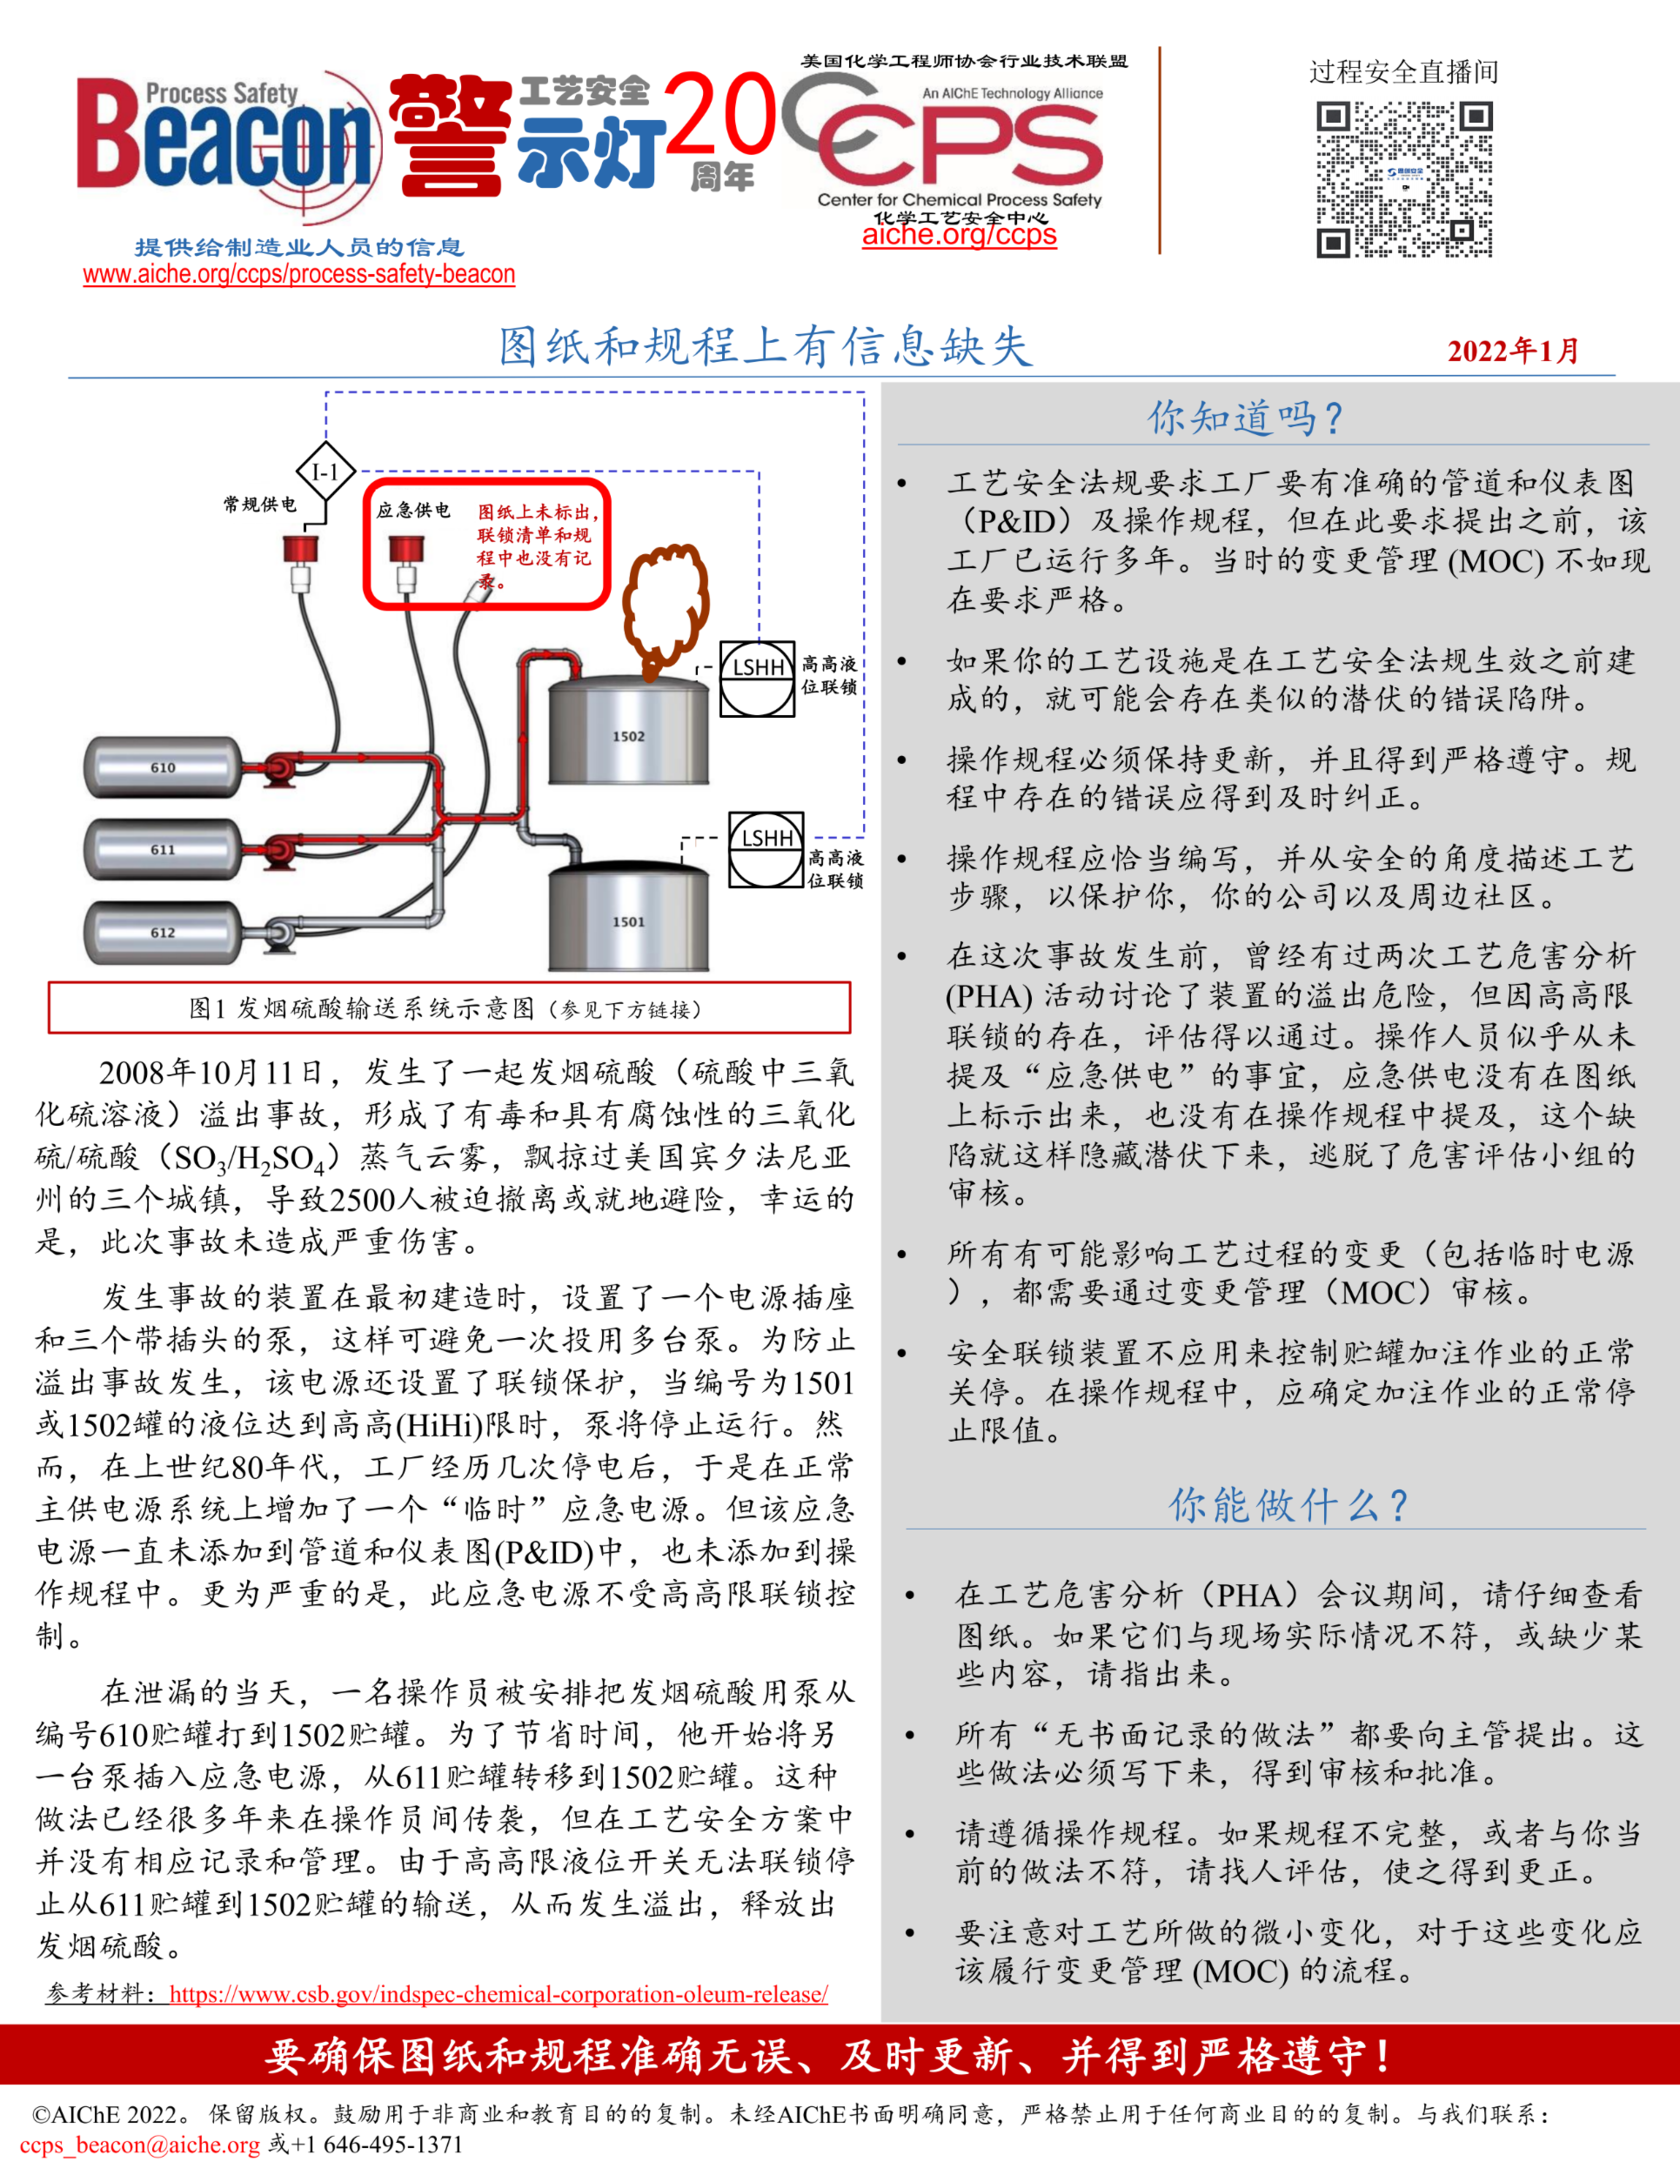 美国化学工程师协会行业技术联盟
过程安全直播间
Process Safety
Beacon
警
工艺安全
示灯
20
周年
An AIChE Technology Alliance
CCPS
Center for Chemical Process Safety
化学工艺安全中心
aiche.org/ccps
提供给制造业人员的信息
www.aiche.org/ccps/process-safety-beacon
图纸和规程上有信息缺失
2022年1月
I-1
常规供电
应急供电
图纸上未标出，
联锁清单和规
程中也没有记
录。
LSHH
高高液
位联锁
1502
610
LSHH
高高液
位联锁
611
1501
612
图1 发烟硫酸输送系统示意图（参见下方链接）
2008年10月11日，发生了一起发烟硫酸（硫酸中三氧
化硫溶液）溢出事故，形成了有毒和具有腐蚀性的三氧化
硫/硫酸（SO3/H2SO4）蒸气云雾，飘掠过美国宾夕法尼亚
州的三个城镇，导致2500人被迫撤离或就地避险，幸运的
是，此次事故未造成严重伤害。
发生事故的装置在最初建造时，设置了一个电源插座
和三个带插头的泵，这样可避免一次投用多台泵。为防止
溢出事故发生，该电源还设置了联锁保护，当编号为1501
或1502罐的液位达到高高(HiHi)限时，泵将停止运行。然
而，在上世纪80年代，工厂经历几次停电后，于是在正常
主供电源系统上增加了一个“临时”应急电源。但该应急
电源一直未添加到管道和仪表图(P&ID)中，也未添加到操
作规程中。更为严重的是，此应急电源不受高高限联锁控
制。
在泄漏的当天，一名操作员被安排把发烟硫酸用泵从
编号610贮罐打到1502贮罐。为了节省时间，他开始将另
一台泵插入应急电源，从611贮罐转移到1502贮罐。这种
做法已经很多年来在操作员间传袭，但在工艺安全方案中
并没有相应记录和管理。由于高高限液位开关无法联锁停
止从611贮罐到1502贮罐的输送，从而发生溢出，释放出
发烟硫酸。
参考材料：https://www.csb.gov/indspec-chemical-corporation-oleum-release/
你知道吗？
• 工艺安全法规要求工厂要有准确的管道和仪表图
（P&ID）及操作规程，但在此要求提出之前，该
工厂已运行多年。当时的变更管理 (MOC) 不如现
在要求严格。
• 如果你的工艺设施是在工艺安全法规生效之前建
成的，就可能会存在类似的潜伏的错误陷阱。
• 操作规程必须保持更新，并且得到严格遵守。规
程中存在的错误应得到及时纠正。
• 操作规程应恰当编写，并从安全的角度描述工艺
步骤，以保护你，你的公司以及周边社区。
• 在这次事故发生前，曾经有过两次工艺危害分析
(PHA) 活动讨论了装置的溢出危险，但因高高限
联锁的存在，评估得以通过。操作人员似乎从未
提及“应急供电”的事宜，应急供电没有在图纸
上标示出来，也没有在操作规程中提及，这个缺
陷就这样隐藏潜伏下来，逃脱了危害评估小组的
审核。
• 所有有可能影响工艺过程的变更（包括临时电源
），都需要通过变更管理（MOC）审核。
• 安全联锁装置不应用来控制贮罐加注作业的正常
关停。在操作规程中，应确定加注作业的正常停
止限值。
你能做什么？
• 在工艺危害分析（PHA）会议期间，请仔细查看
图纸。如果它们与现场实际情况不符，或缺少某
些内容，请指出来。
• 所有“无书面记录的做法”都要向主管提出。这
些做法必须写下来，得到审核和批准。
• 请遵循操作规程。如果规程不完整，或者与你当
前的做法不符，请找人评估，使之得到更正。
• 要注意对工艺所做的微小变化，对于这些变化应
该履行变更管理 (MOC) 的流程。
要确保图纸和规程准确无误、及时更新、并得到严格遵守！
©AIChE 2022。 保留版权。鼓励用于非商业和教育目的的复制。未经AIChE书面明确同意，严格禁止用于任何商业目的的复制。与我们联系：
ccps_beacon@aiche.org 或+1 646-495-1371